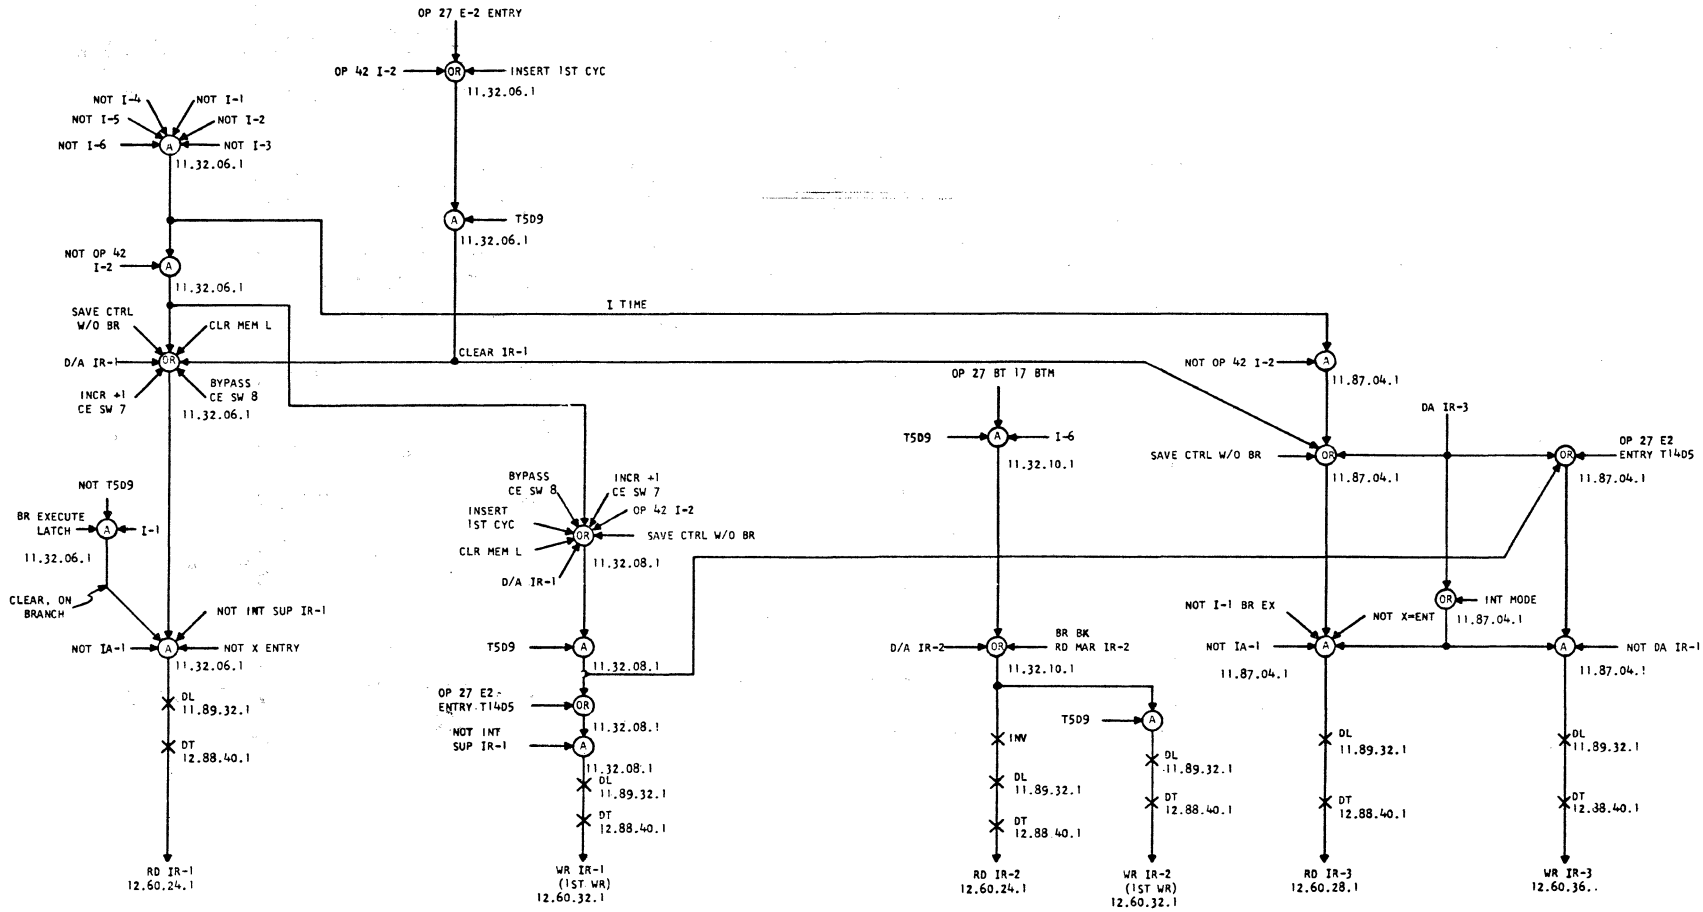 OP 27 E-2 ENTRY
OP 42 I-2
OR
INSERT 1ST CYC
11.32.06.1
NOT I-4
NOT I-1
NOT I-5
NOT I-2
NOT I-6
A
NOT I-3
11.32.06.1
A
T5D9
11.32.06.1
NOT OP 42
I-2
A
11.32.06.1
I TIME
SAVE CTRL
W/O BR
CLR MEM L
D/A IR-1
OR
CLEAR IR-1
INCR +1
CE SW 7
BYPASS
CE SW 8
11.32.06.1
NOT OP 42 I-2
A
11.87.04.1
OP 27 BT 17 BTM
DA IR-3
T5D9
A
I-6
11.32.10.1
SAVE CTRL W/O BR
OR
11.87.04.1
OR
OP 27 E2
ENTRY T14D5
11.87.04.1
NOT T5D9
BR EXECUTE
LATCH
A
I-1
11.32.06.1
CLEAR, ON
BRANCH
BYPASS
CE SW 8
INCR +1
CE SW 7
INSERT
1ST CYC
OP 42 I-2
OR
SAVE CTRL W/O BR
CLR MEM L
11.32.08.1
D/A IR-1
NOT INT SUP IR-1
NOT IA-1
A
NOT X ENTRY
11.32.06.1
T5D9
A
11.32.08.1
D/A IR-2
OR
BR BK
RD MAR IR-2
11.32.10.1
NOT I-1 BR EX
NOT X=ENT
OR
INT MODE
11.87.04.1
NOT IA-1
A
11.87.04.1
A
NOT DA IR-1
11.87.04.1
DL
11.89.32.1
DT
12.88.40.1
OP 27 E2
ENTRY T14D5
OR
11.32.08.1
NOT INT
SUP IR-1
A
11.32.08.1
DL
11.89.32.1
DT
12.88.40.1
T5D9
A
INV
DL
11.89.32.1
DT
12.88.40.1
DL
11.89.32.1
DT
12.88.40.1
DL
11.89.32.1
DT
12.88.40.1
DL
11.89.32.1
DT
12.38.40.1
RD IR-1
12.60.24.1
WR IR-1
(1ST WR)
12.60.32.1
RD IR-2
12.60.24.1
WR IR-2
(1ST WR)
12.60.32.1
RD IR-3
12.60.28.1
WR IR-3
12.60.36..